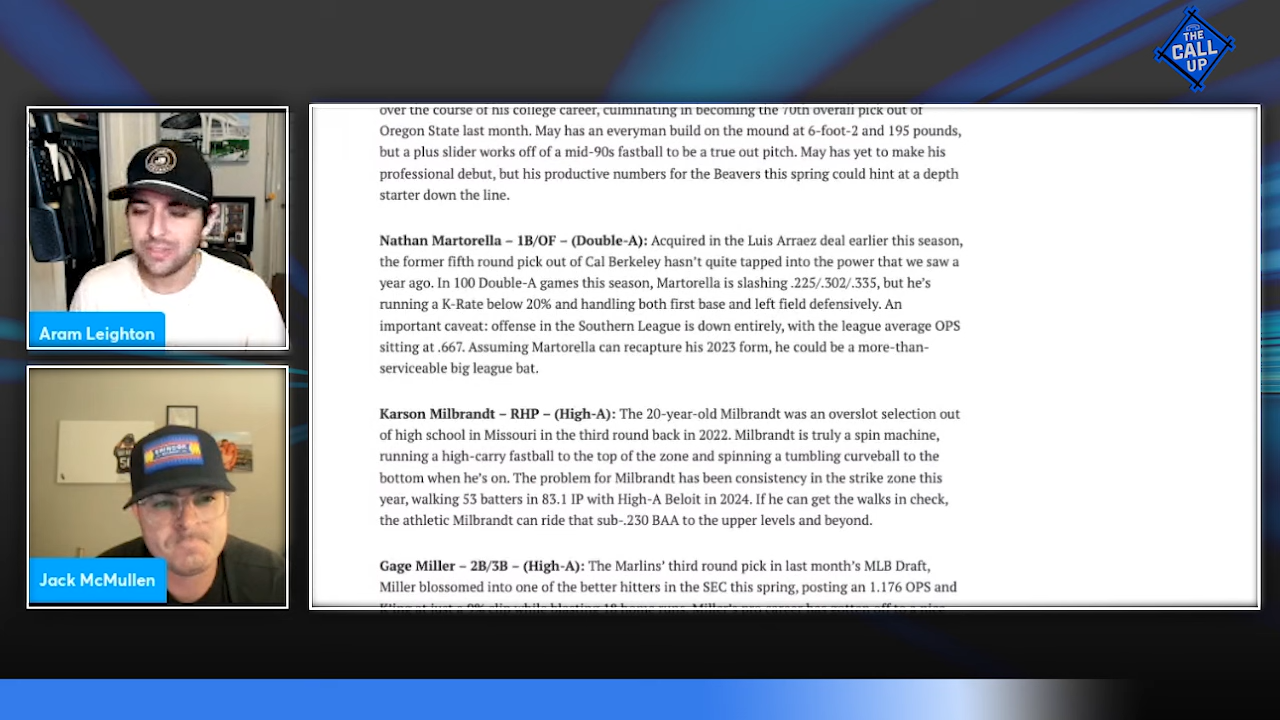 THE
CALL
UP
over the course of his college career, culminating in becoming the 70th overall pick out of
Oregon State last month. May has an everyman build on the mound at 6-foot-2 and 195 pounds,
but a plus slider works off of a mid-90s fastball to be a true out pitch. May has yet to make his
professional debut, but his productive numbers for the Beavers this spring could hint at a depth
starter down the line.
Nathan Martorella – 1B/OF – (Double-A): Acquired in the Luis Arraez deal earlier this season,
the former fifth round pick out of Cal Berkeley hasn't quite tapped into the power that we saw a
year ago. In 100 Double-A games this season, Martorella is slashing .225/.302/.335, but he's
running a K-Rate below 20% and handling both first base and left field defensively. An
important caveat: offense in the Southern League is down entirely, with the league average OPS
sitting at .667. Assuming Martorella can recapture his 2023 form, he could be a more-than-
serviceable big league bat.
Karson Milbrandt – RHP – (High-A): The 20-year-old Milbrandt was an overslot selection out
of high school in Missouri in the third round back in 2022. Milbrandt is truly a spin machine,
running a high-carry fastball to the top of the zone and spinning a tumbling curveball to the
bottom when he's on. The problem for Milbrandt has been consistency in the strike zone this
year, walking 53 batters in 83.1 IP with High-A Beloit in 2024. If he can get the walks in check,
the athletic Milbrandt can ride that sub-.230 BAA to the upper levels and beyond.
Gage Miller – 2B/3B – (High-A): The Marlins' third round pick in last month's MLB Draft,
Miller blossomed into one of the better hitters in the SEC this spring, posting an 1.176 OPS and
Aram Leighton
Jack McMullen